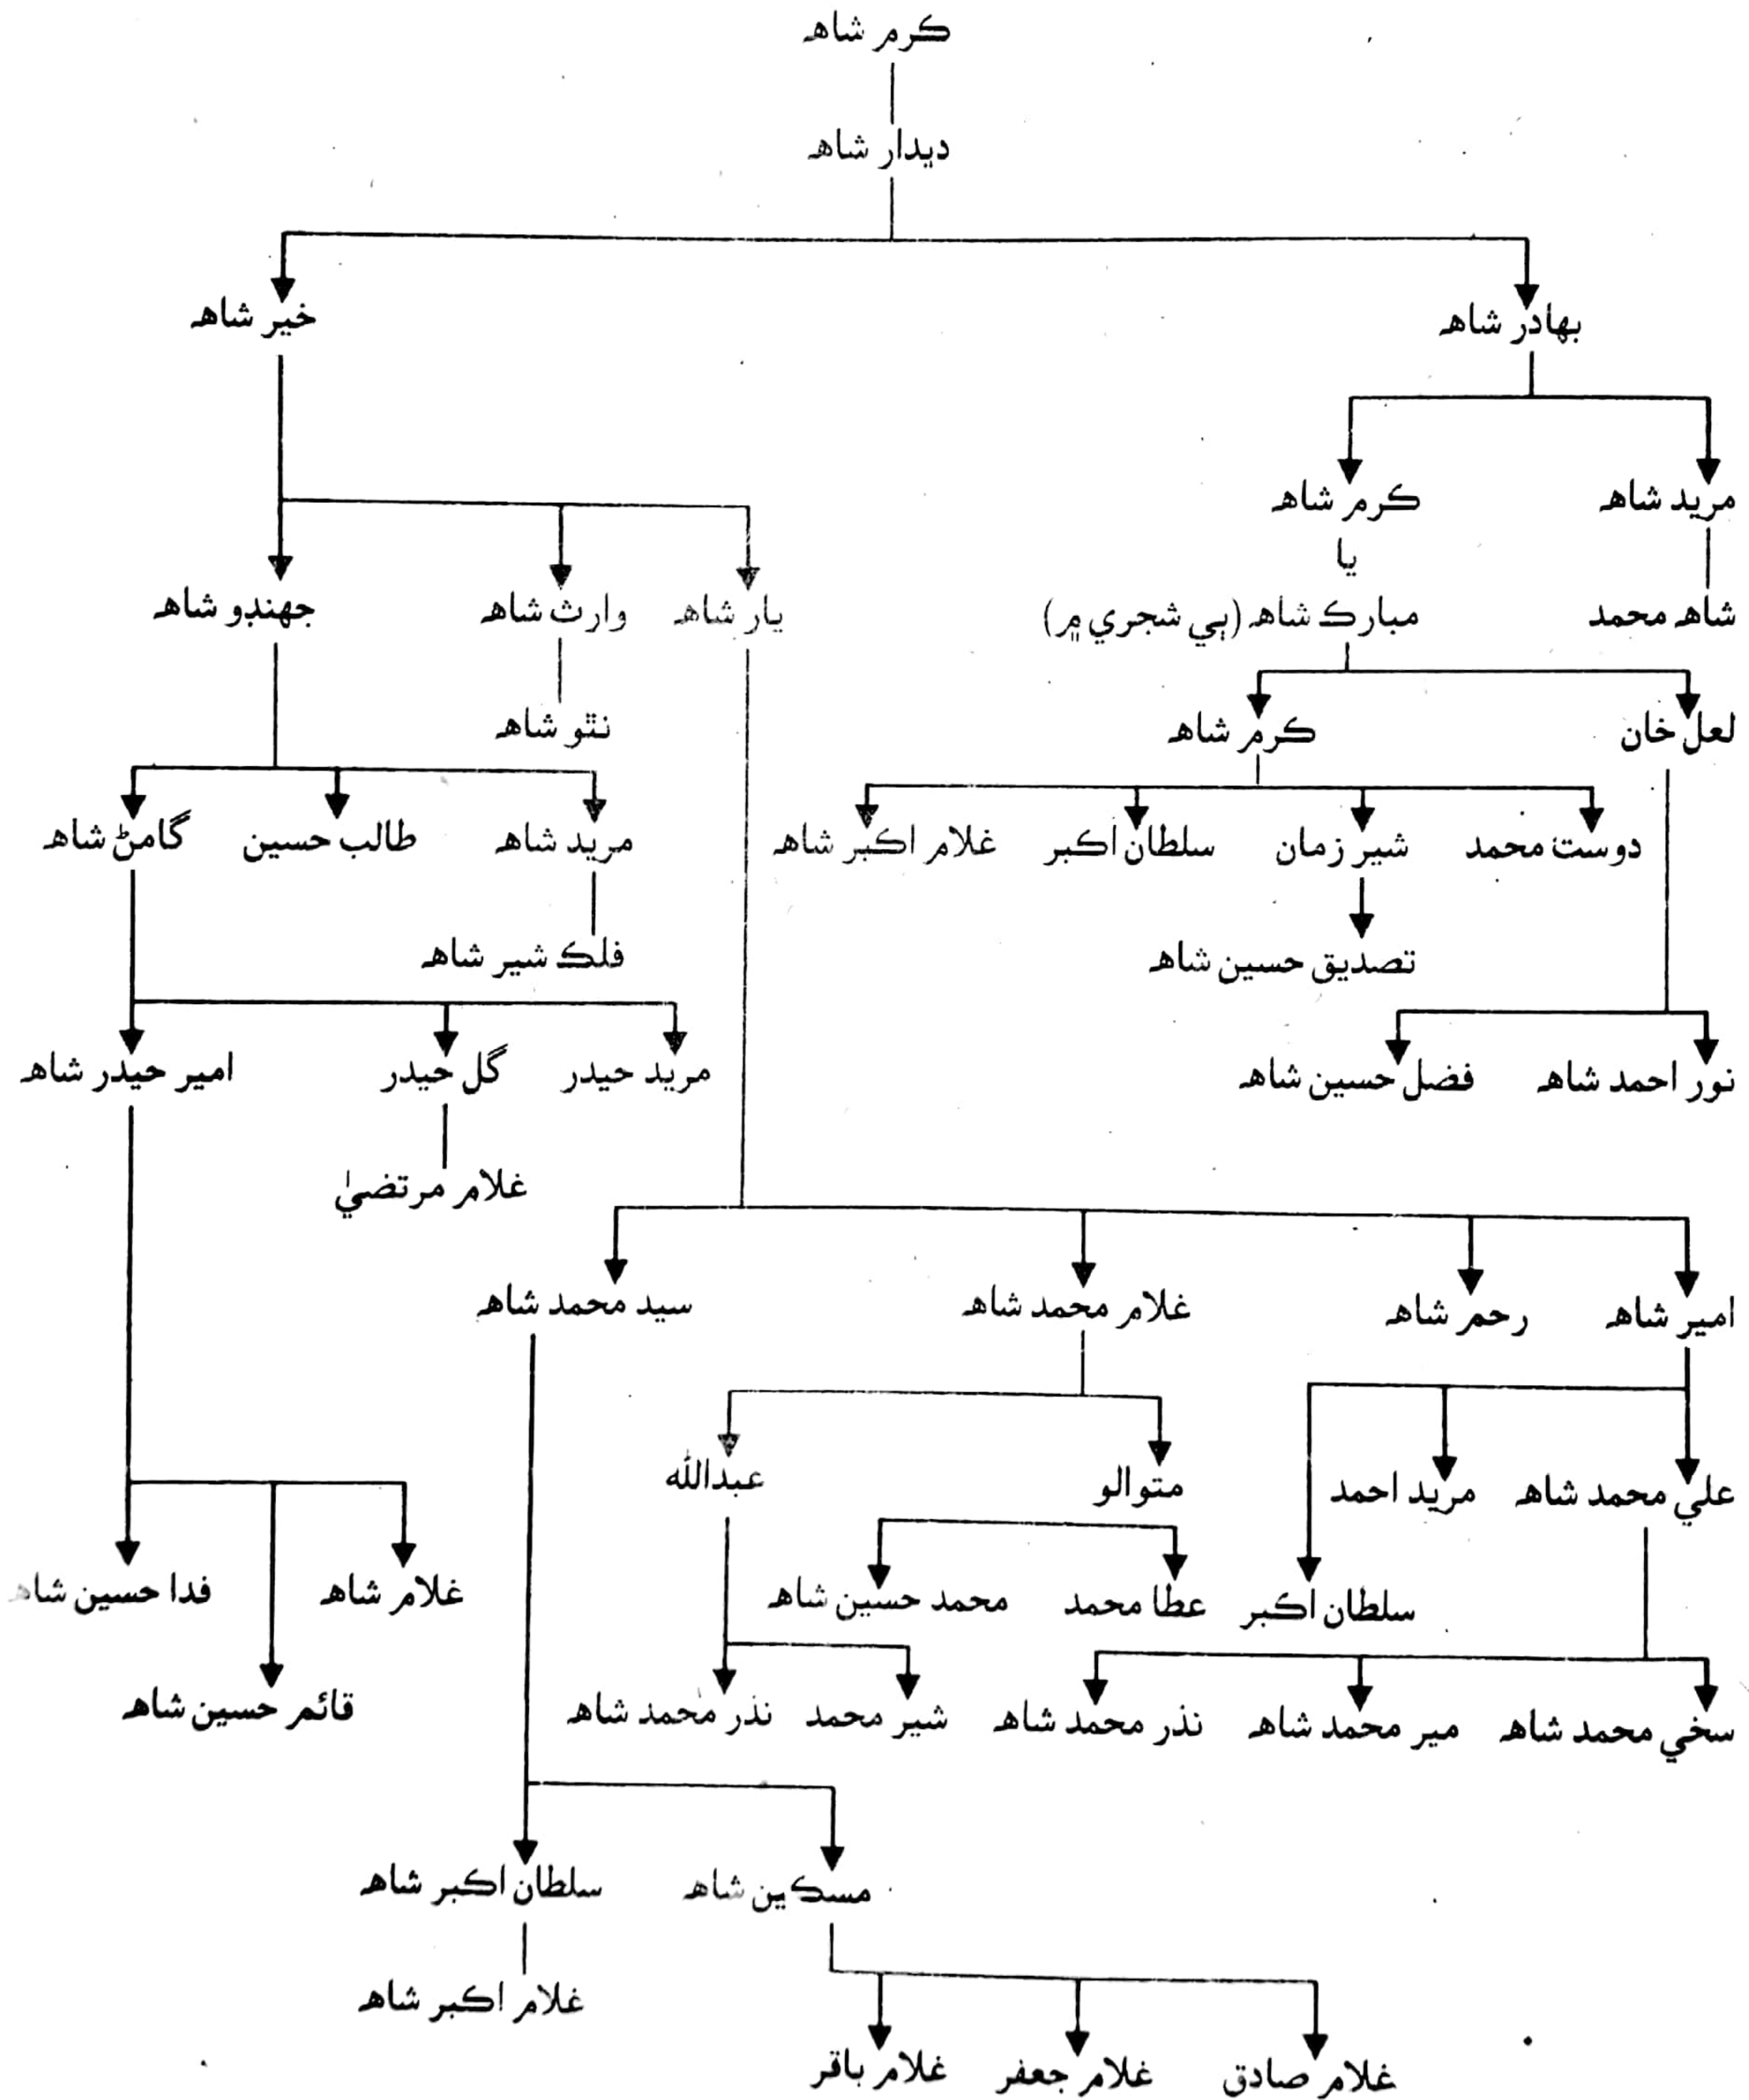 ڪرم شاهه
ديدار شاهه
بهادر شاهه
خير شاهه
مريد شاهه
ڪرم شاهه
يا
شاهه محمد
مبارڪ شاهه (ٻي شجري ۾)
يار شاهه
وارث شاهه
جهنڊو شاهه
لعل خان
ڪرم شاهه
نٿو شاهه
دوست محمد
شير زمان
سلطان اڪبر
غلام اڪبر شاهه
مريد شاهه
طالب حسين
گامڻ شاهه
تصديق حسين شاهه
فلڪ شير شاهه
نور احمد شاهه
فضل حسين شاهه
مريد حيدر
گل حيدر
امير حيدر شاهه
غلام مرتضيٰ
امير شاهه
رحم شاهه
غلام محمد شاهه
سيد محمد شاهه
علي محمد شاهه
مريد احمد
متوالو
عبدالله
سلطان اڪبر
عطا محمد
محمد حسين شاهه
غلام شاهه
فدا حسين شاهه
سخي محمد شاهه
مير محمد شاهه
نذر محمد شاهه
شير محمد
نذر محمد شاهه
قائم حسين شاهه
مسڪين شاهه
سلطان اڪبر شاهه
غلام اڪبر شاهه
غلام صادق
غلام جعفر
غلام باقر